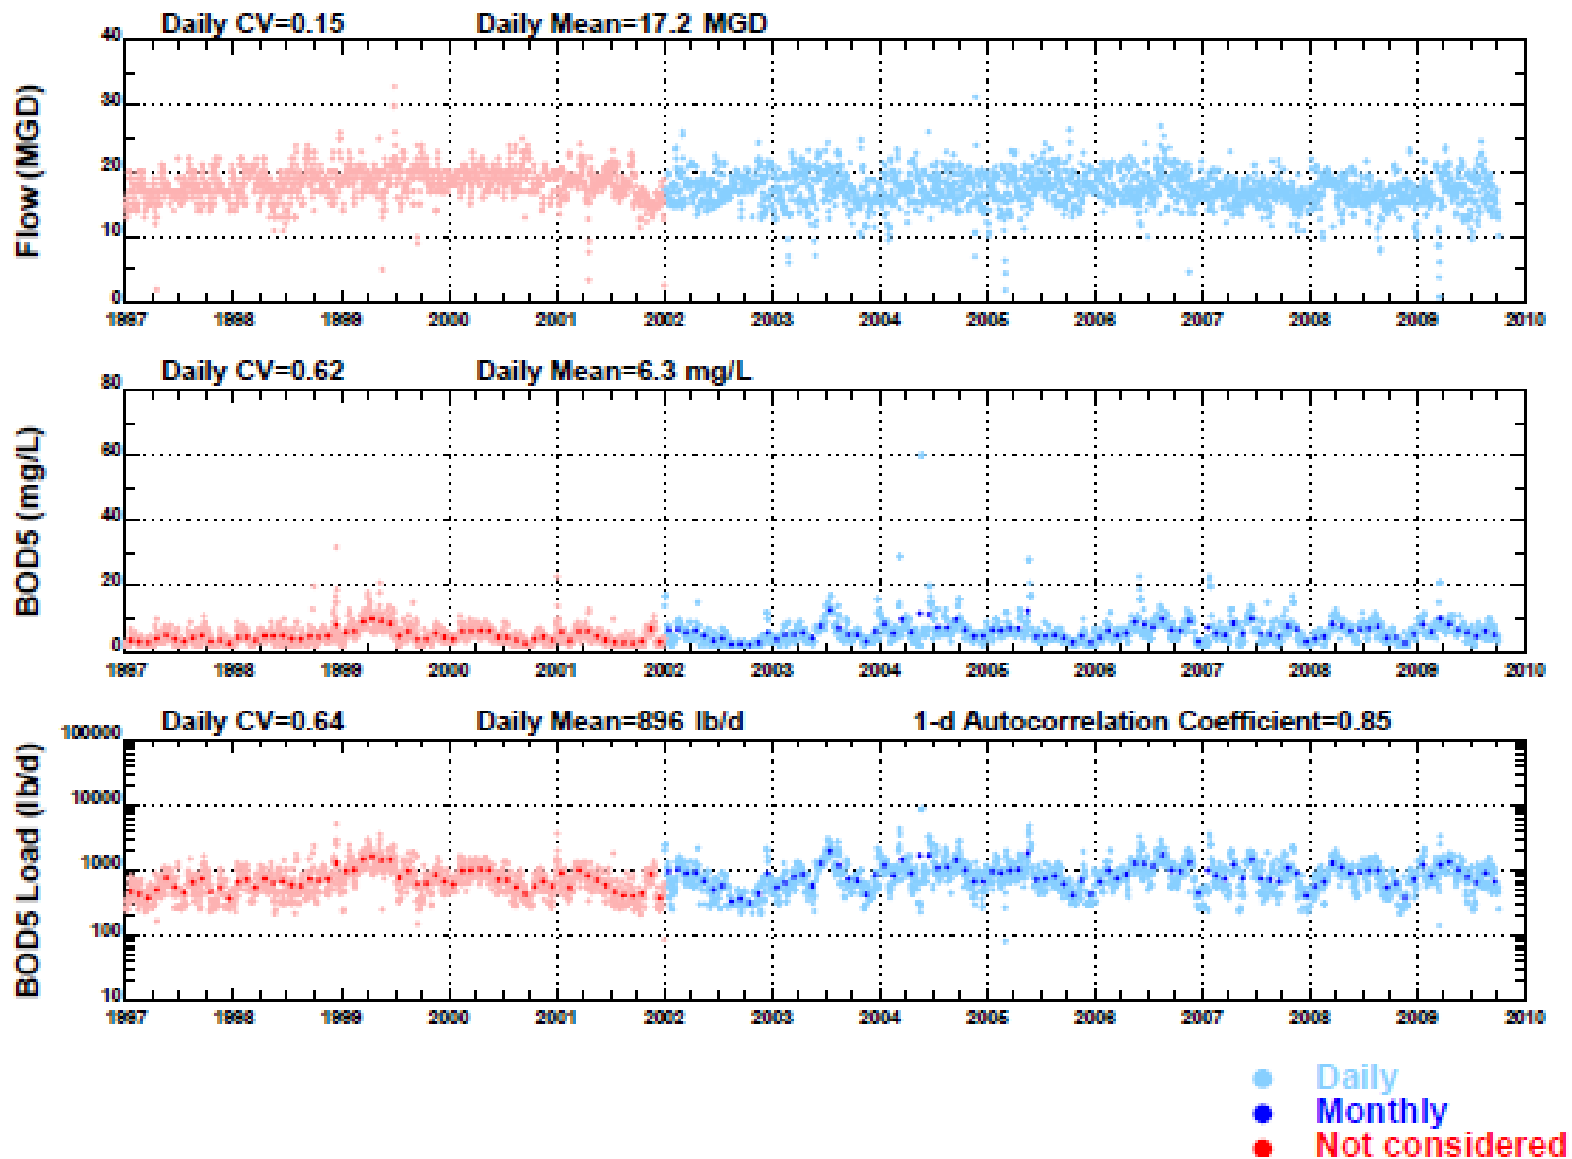 Daily CV=0.15 Daily Mean=17.2 MGD
Flow (MGD)
40
30
20
10
0
1997 1998 1999 2000 2001 2002 2003 2004 2005 2006 2007 2008 2009 2010
Daily CV=0.62 Daily Mean=6.3 mg/L
BOD5 (mg/L)
80
60
40
20
0
1997 1998 1999 2000 2001 2002 2003 2004 2005 2006 2007 2008 2009 2010
Daily CV=0.64 Daily Mean=896 lb/d 1-d Autocorrelation Coefficient=0.85
BOD5 Load (lb/d)
100000
10000
1000
100
10
1997 1998 1999 2000 2001 2002 2003 2004 2005 2006 2007 2008 2009 2010
Daily
Monthly
Not considered